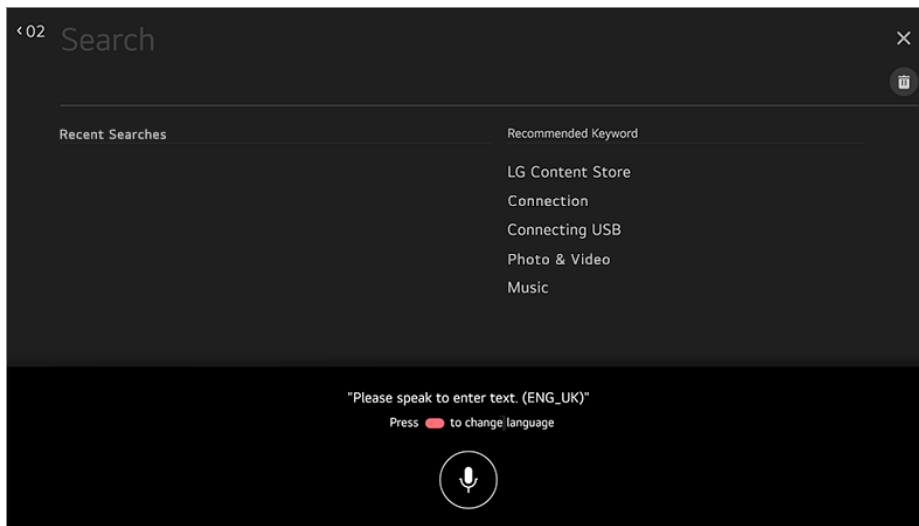 ‹02
Search
Recent Searches
Recommended Keyword
LG Content Store
Connection
Connecting USB
Photo & Video
Music
"Please speak to enter text. (ENG_UK)"
Press to change language